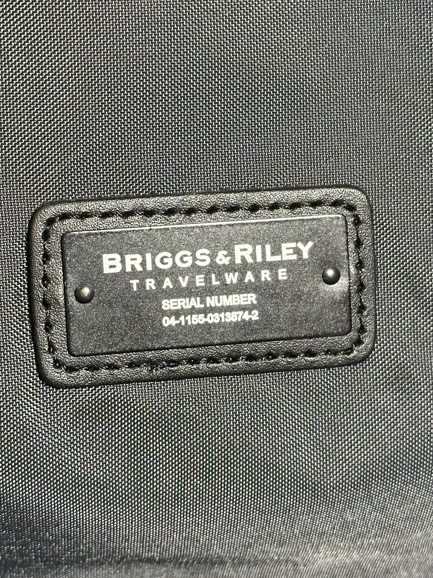 BRIGGS & RILEY
TRAVELWARE
SERIAL NUMBER
04-1155-0313874-2